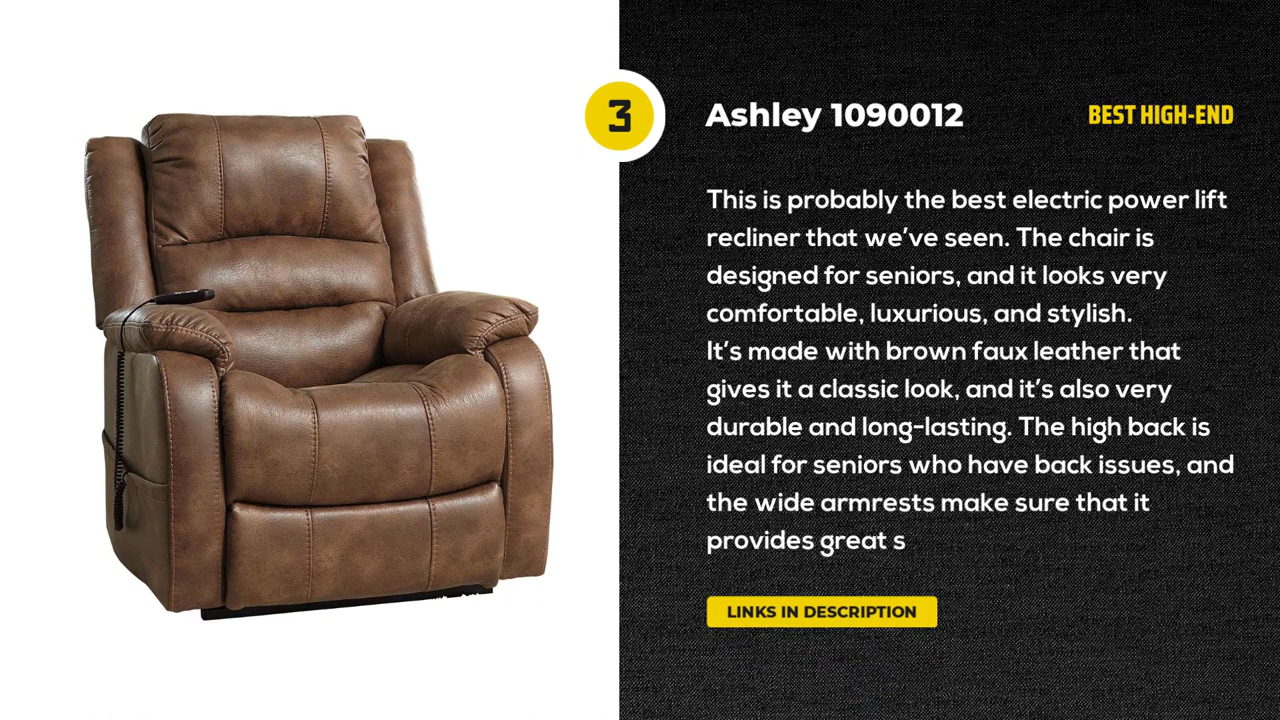 3
Ashley 1090012
BEST HIGH-END
This is probably the best electric power lift
recliner that we've seen. The chair is
designed for seniors, and it looks very
comfortable, luxurious, and stylish.
It's made with brown faux leather that
gives it a classic look, and it's also very
durable and long-lasting. The high back is
ideal for seniors who have back issues, and
the wide armrests make sure that it
provides great s
LINKS IN DESCRIPTION